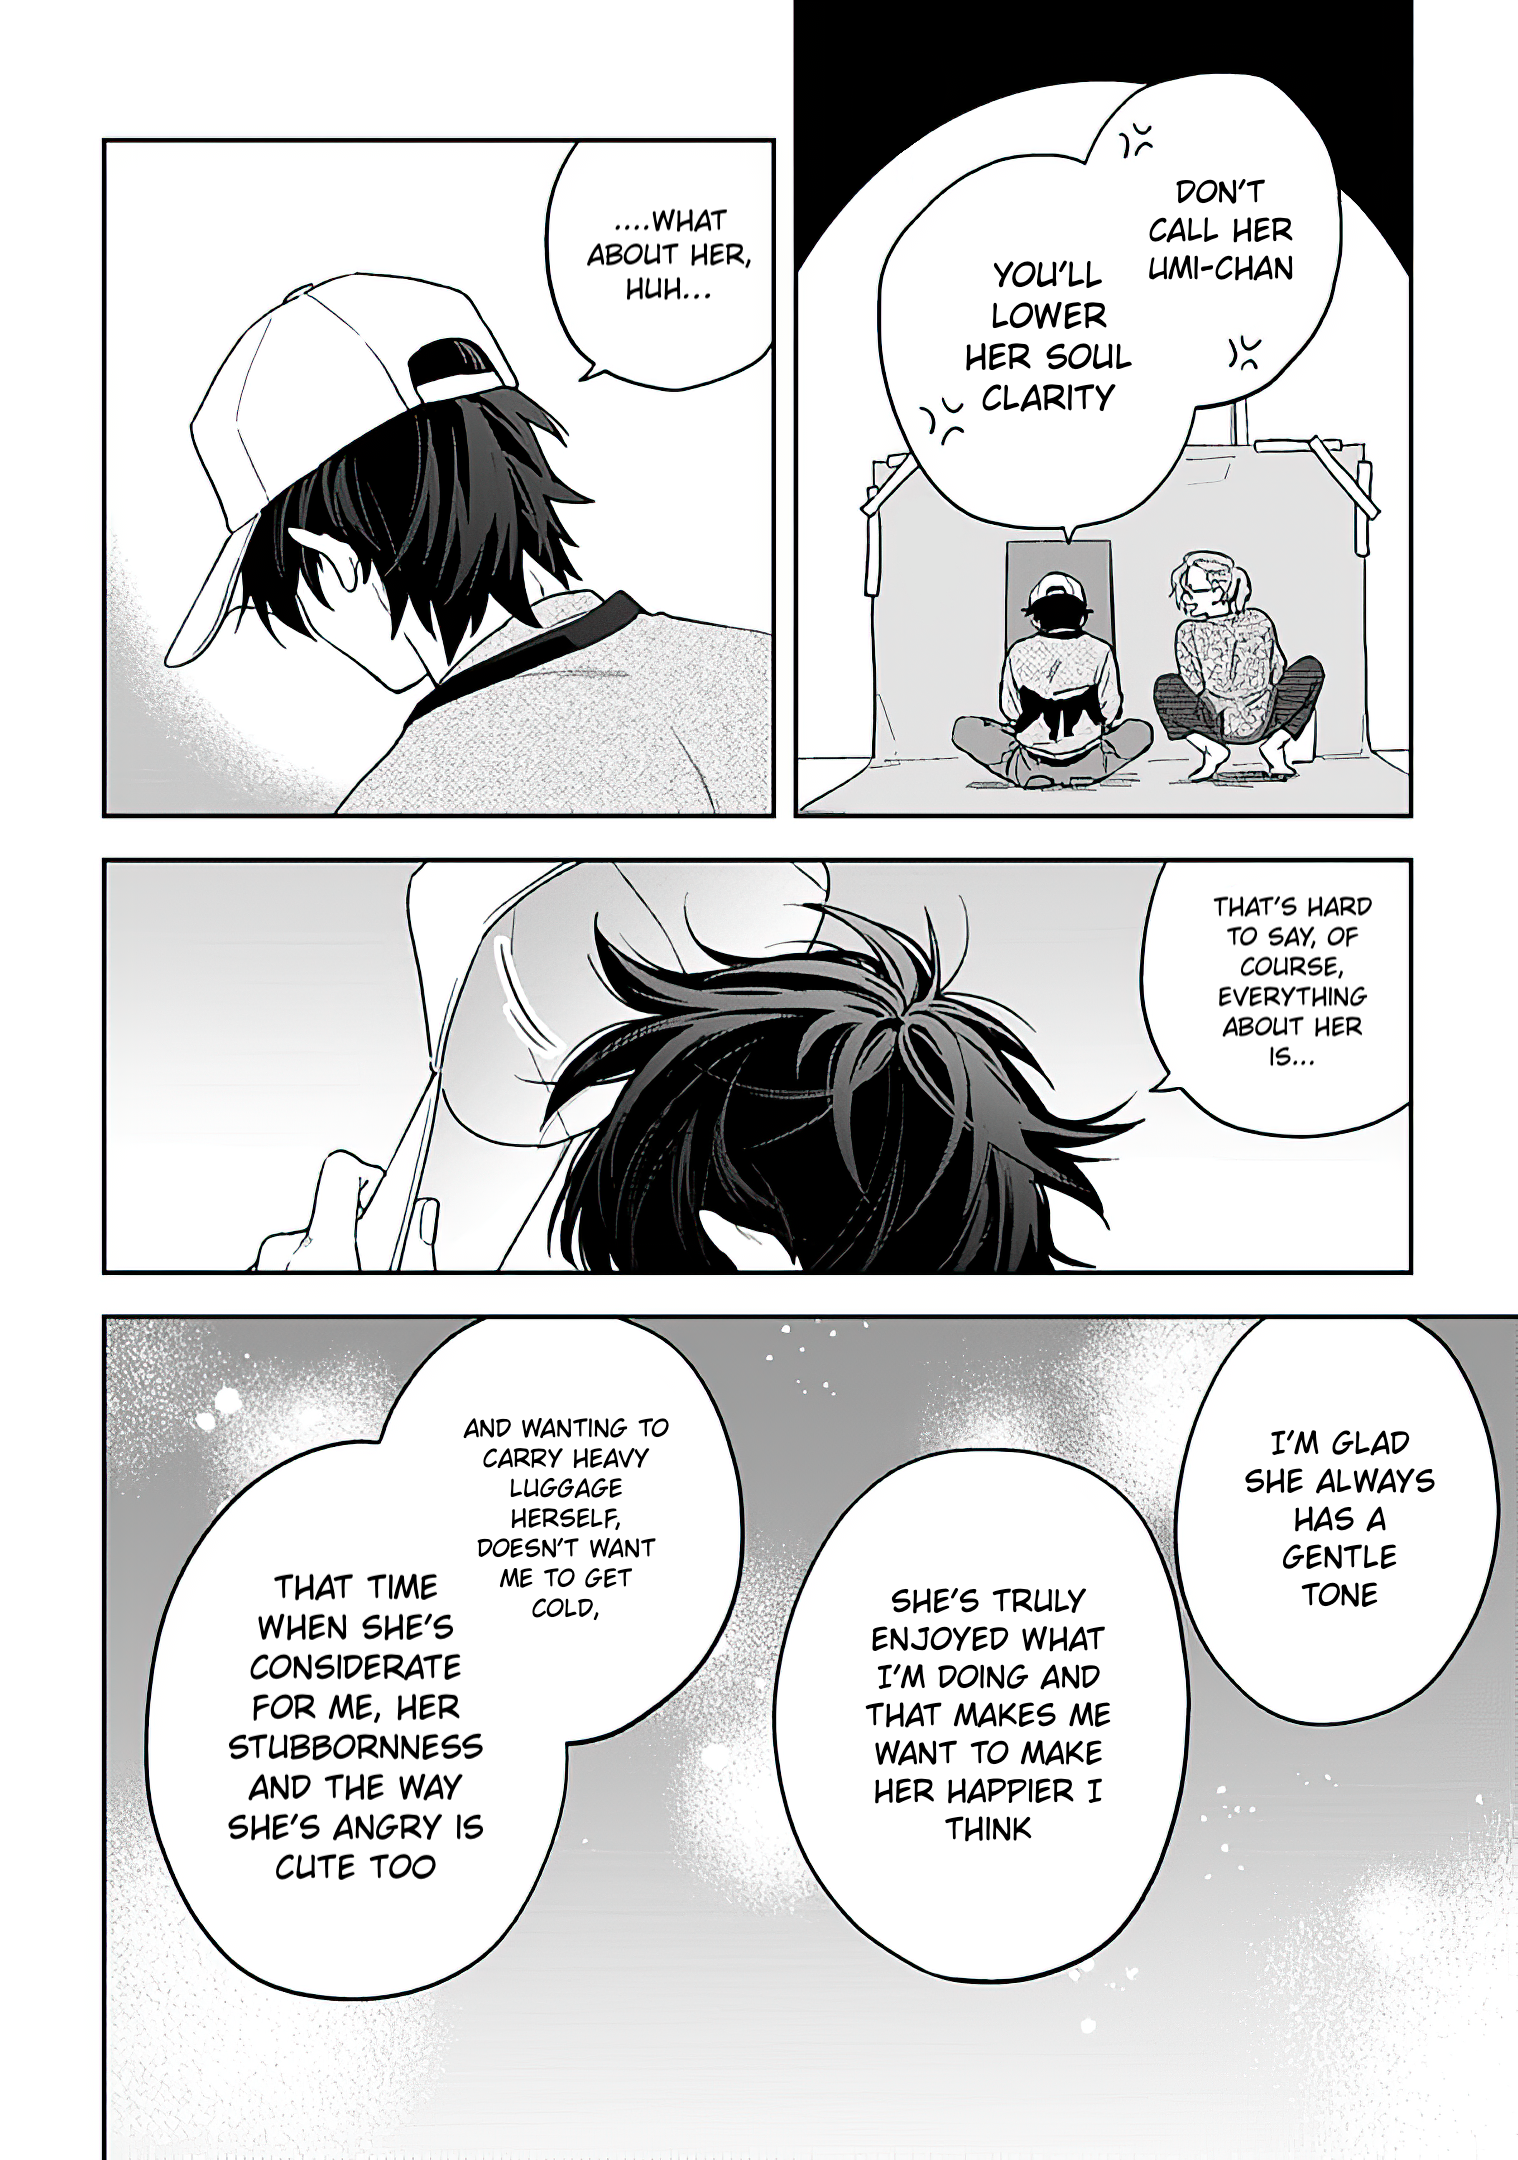 DON'T
CALL HER
UMI-CHAN
YOU'LL
LOWER
HER SOUL
CLARITY
....WHAT
ABOUT HER,
HUH...
THAT'S HARD
TO SAY, OF
COURSE,
EVERYTHING
ABOUT HER
IS...
I'M GLAD
SHE ALWAYS
HAS A
GENTLE
TONE
SHE'S TRULY
ENJOYED WHAT
I'M DOING AND
THAT MAKES ME
WANT TO MAKE
HER HAPPIER I
THINK
AND WANTING TO
CARRY HEAVY
LUGGAGE
HERSELF,
DOESN'T WANT
ME TO GET
COLD,
THAT TIME
WHEN SHE'S
CONSIDERATE
FOR ME, HER
STUBBORNNESS
AND THE WAY
SHE'S ANGRY IS
CUTE TOO